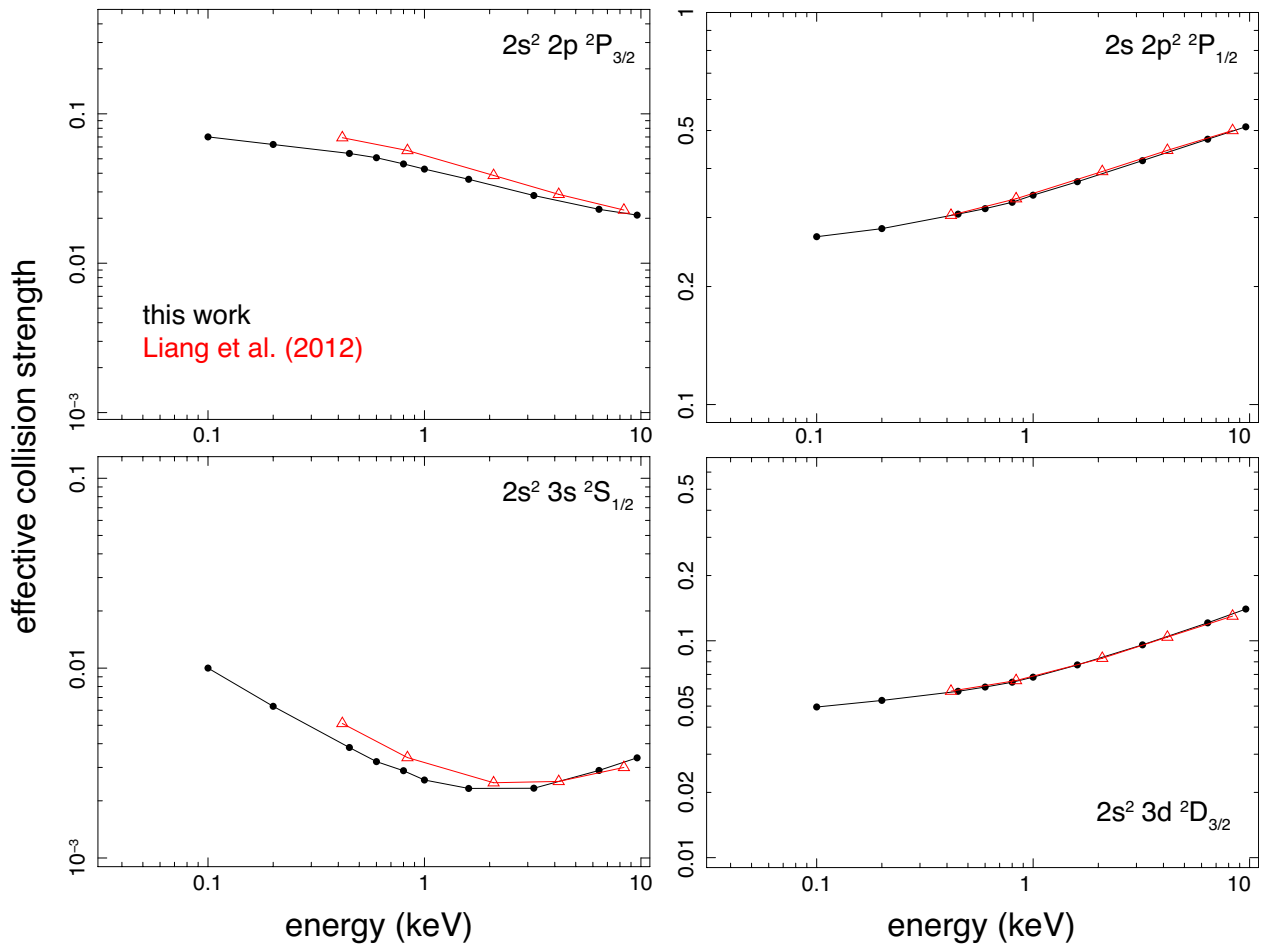 effective collision strength
2s² 2p ²P₃/₂
0.1
0.01
10⁻³
this work
Liang et al. (2012)
0.1 1 10
2s 2p² ²P₁/₂
1
0.5
0.2
0.1
0.1 1 10
2s² 3s ²S₁/₂
0.1
0.01
10⁻³
0.1 1 10
energy (keV)
0.5
0.2
0.1
0.05
0.02
0.01
2s² 3d ²D₃/₂
0.1 1 10
energy (keV)